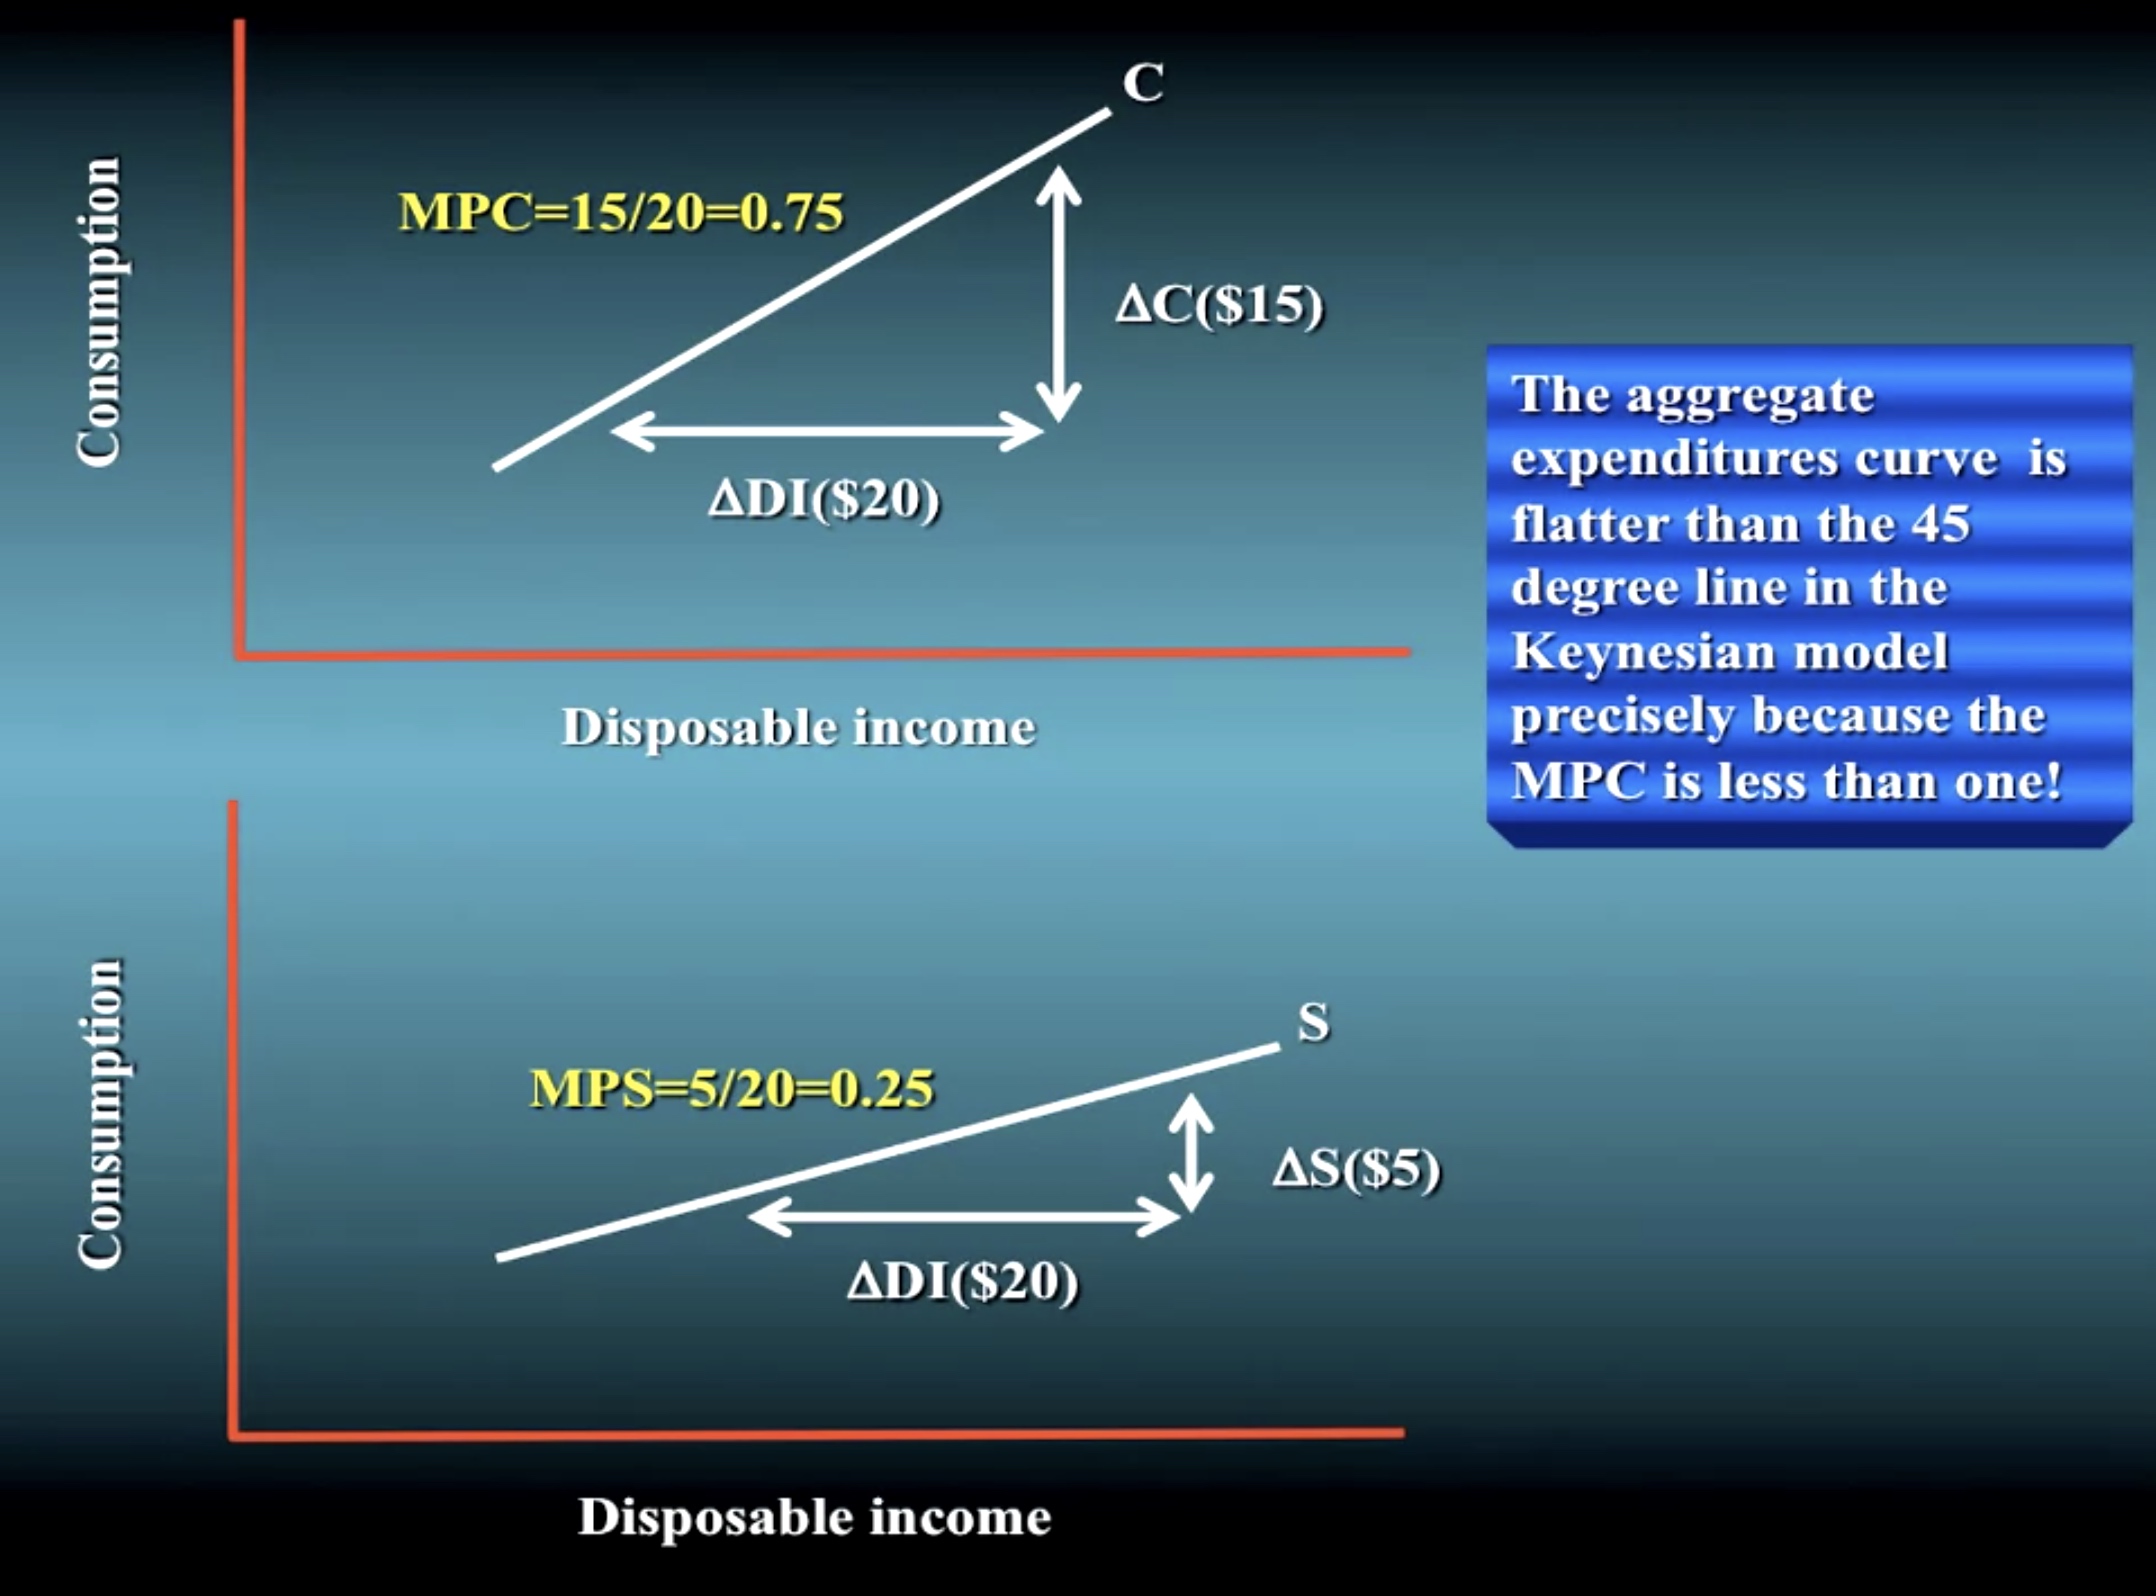 C
MPC=15/20=0.75
Consumption
ΔC($15)
ΔDI($20)
Disposable income
The aggregate
expenditures curve is
flatter than the 45
degree line in the
Keynesian model
precisely because the
MPC is less than one!
S
MPS=5/20=0.25
Consumption
ΔS($5)
ΔDI($20)
Disposable income